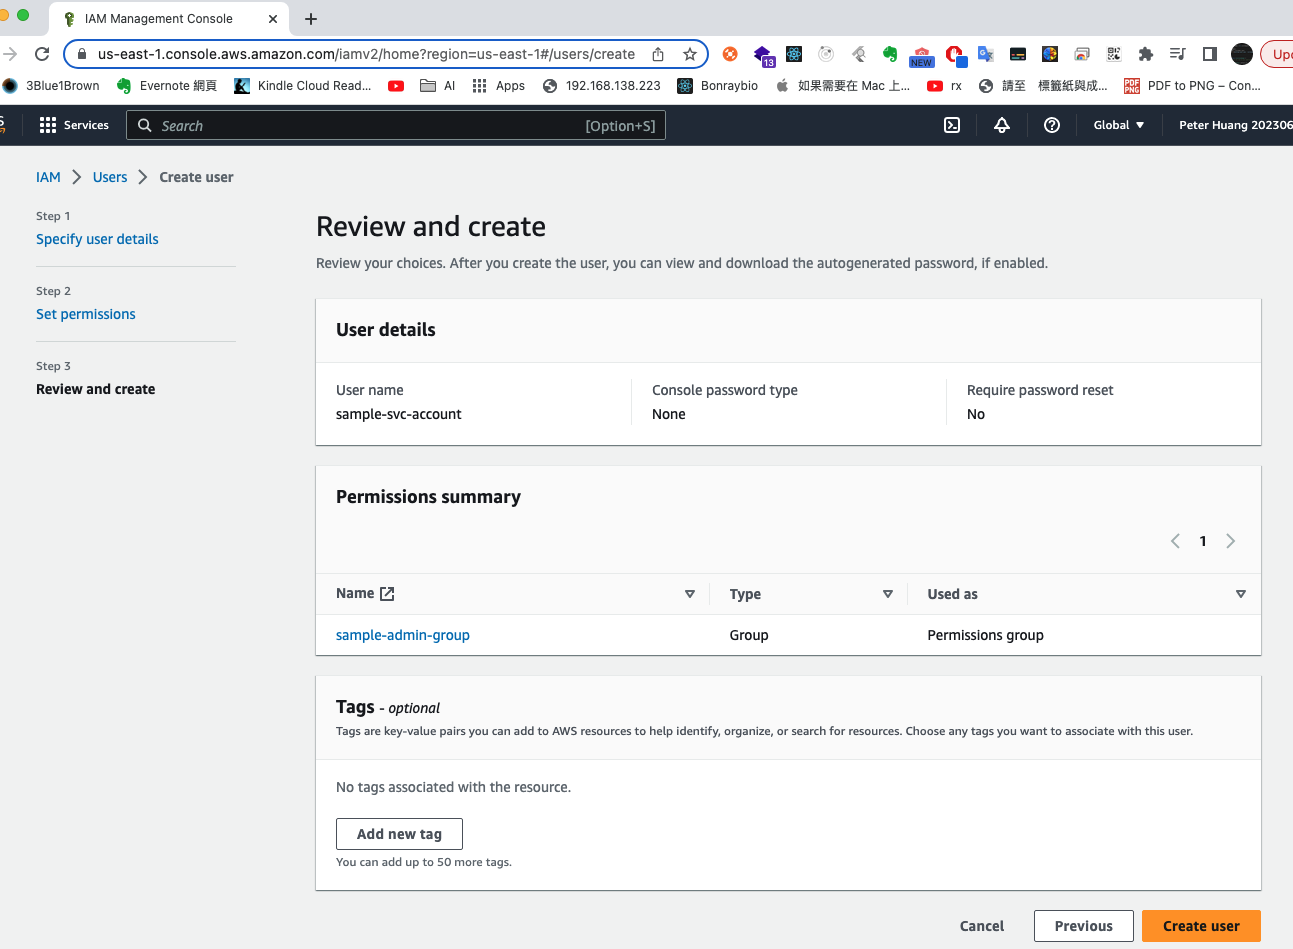 IAM Management Console
us-east-1.console.aws.amazon.com/iamv2/home?region=us-east-1#/users/create
13
NEW
Upd
3Blue1Brown
Evernote 網頁
Kindle Cloud Read...
AI
Apps
192.168.138.223
Bonraybio
如果需要在 Mac 上...
rx
請至 標籤紙與成...
PDF to PNG – Con...
Services
Search
[Option+S]
Global
Peter Huang 202306
IAM
Users
Create user
Step 1
Specify user details
Step 2
Set permissions
Step 3
Review and create
Review and create
Review your choices. After you create the user, you can view and download the autogenerated password, if enabled.
User details
User name
sample-svc-account
Console password type
None
Require password reset
No
Permissions summary
1
Name
Type
Used as
sample-admin-group
Group
Permissions group
Tags - optional
Tags are key-value pairs you can add to AWS resources to help identify, organize, or search for resources. Choose any tags you want to associate with this user.
No tags associated with the resource.
Add new tag
You can add up to 50 more tags.
Cancel
Previous
Create user